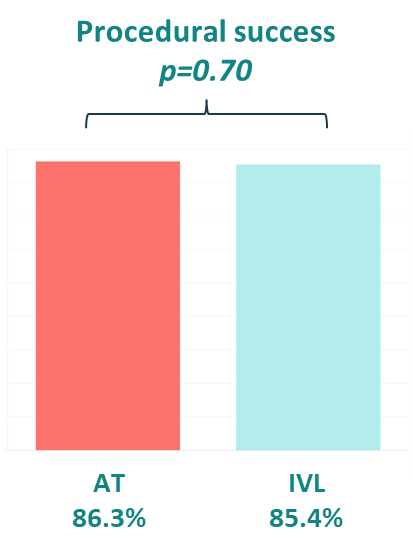 Procedural success
p=0.70
AT
86.3%
IVL
85.4%